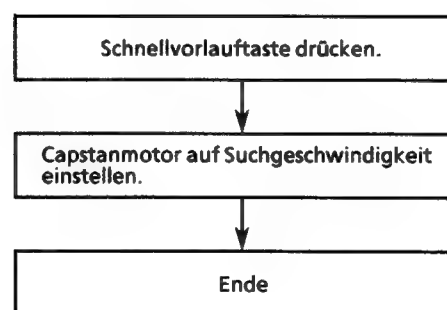 Schnellvorlauftaste drücken.
Capstanmotor auf Suchgeschwindigkeit
einstellen.
Ende